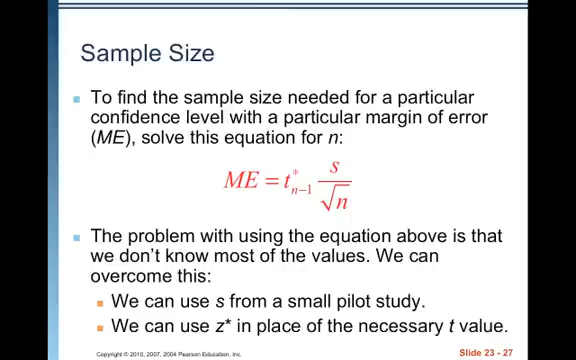 Sample Size
To find the sample size needed for a particular
confidence level with a particular margin of error
(ME), solve this equation for n:
ME = t*n−1 s/√n
The problem with using the equation above is that
we don’t know most of the values. We can
overcome this:
We can use s from a small pilot study.
We can use z* in place of the necessary t value.
Copyright © 2010, 2007, 2004 Pearson Education, Inc.
Slide 23 - 27